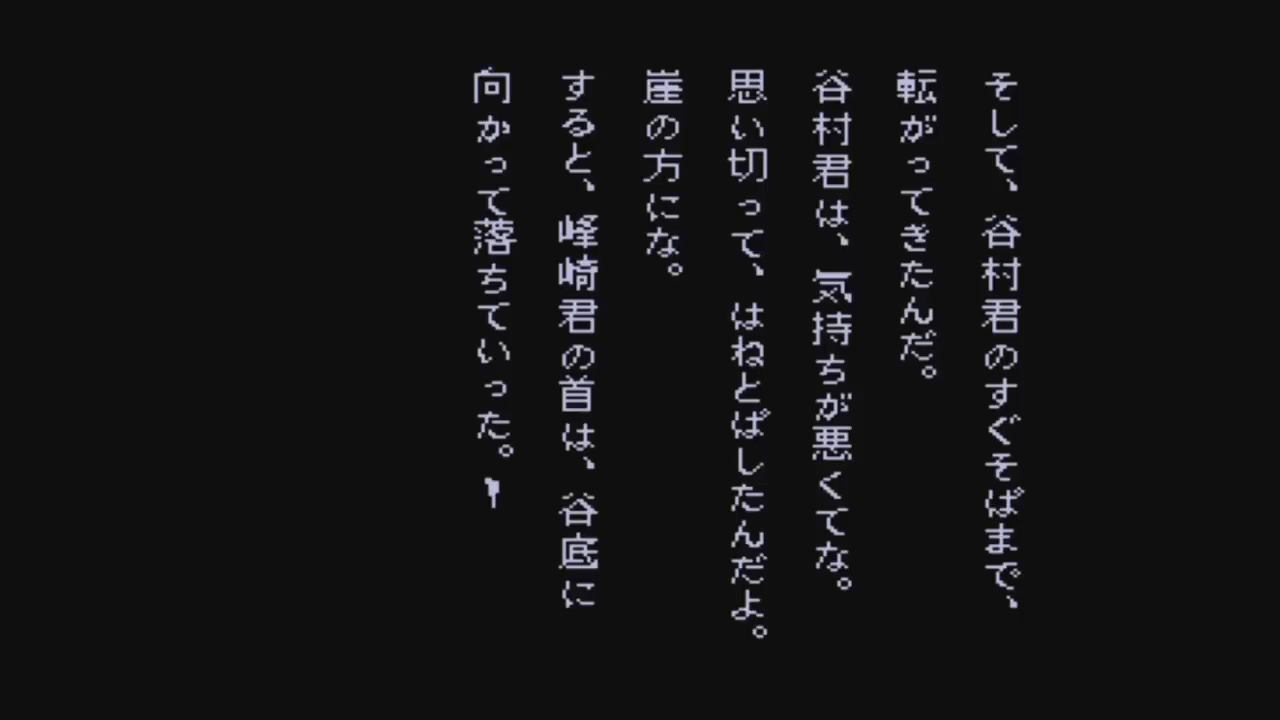 そして、谷村君のすぐそばまで、
転がってきたんだ。
谷村君は、気持ちが悪くてな。
思い切って、はねとばしたんだよ。
崖の方にな。
すると、峰崎君の首は、谷底に
向かって落ちていった。